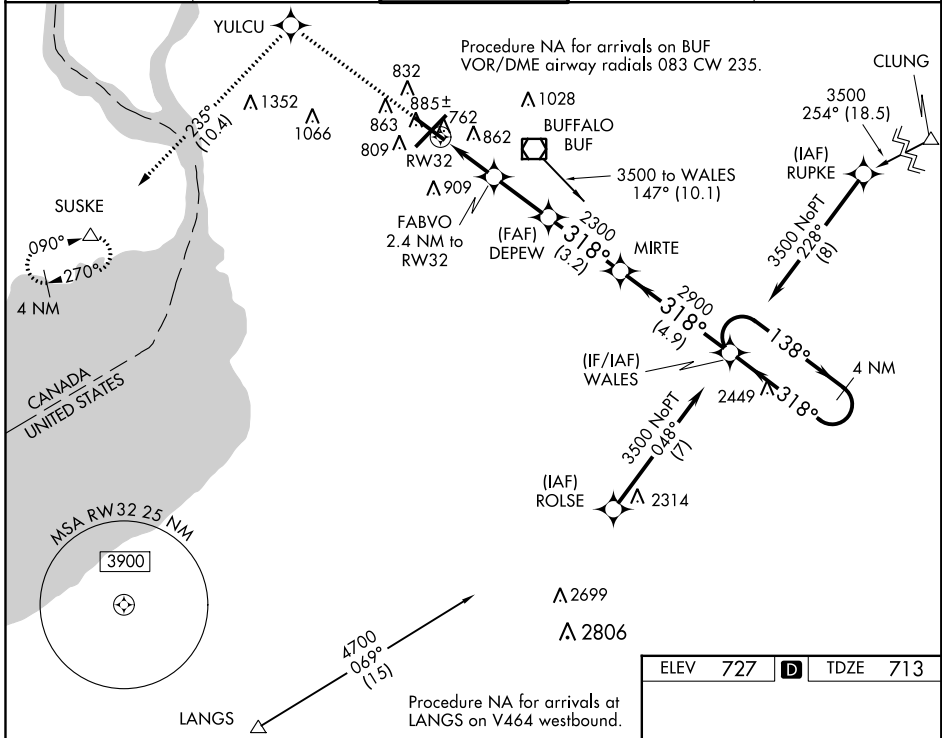 YULCU
Procedure NA for arrivals on BUF
VOR/DME airway radials 083 CW 235.
CLUNG
832
1352
885±
1028
3500
254° (18.5)
235°
(10.4)
1066
863
762
862
BUFFALO
BUF
809
RW32
(IAF)
RUPKE
3500 to WALES
147° (10.1)
909
SUSKE
FABVO
2.4 NM to
RW32
(FAF)
DEPEW
2300
318°
(3.2)
MIRTE
3500 NoPT
228°
(8)
090°
270°
4 NM
2900
318°
(4.9)
138°
(IF/IAF)
WALES
4 NM
CANADA
UNITED STATES
2449
318°
3500 NoPT
048°
(7)
(IAF)
ROLSE
2314
MSA RW32 25 NM
3900
2699
2806
4700
069°
(15)
ELEV 727 D TDZE 713
Procedure NA for arrivals at
LANGS on V464 westbound.
LANGS